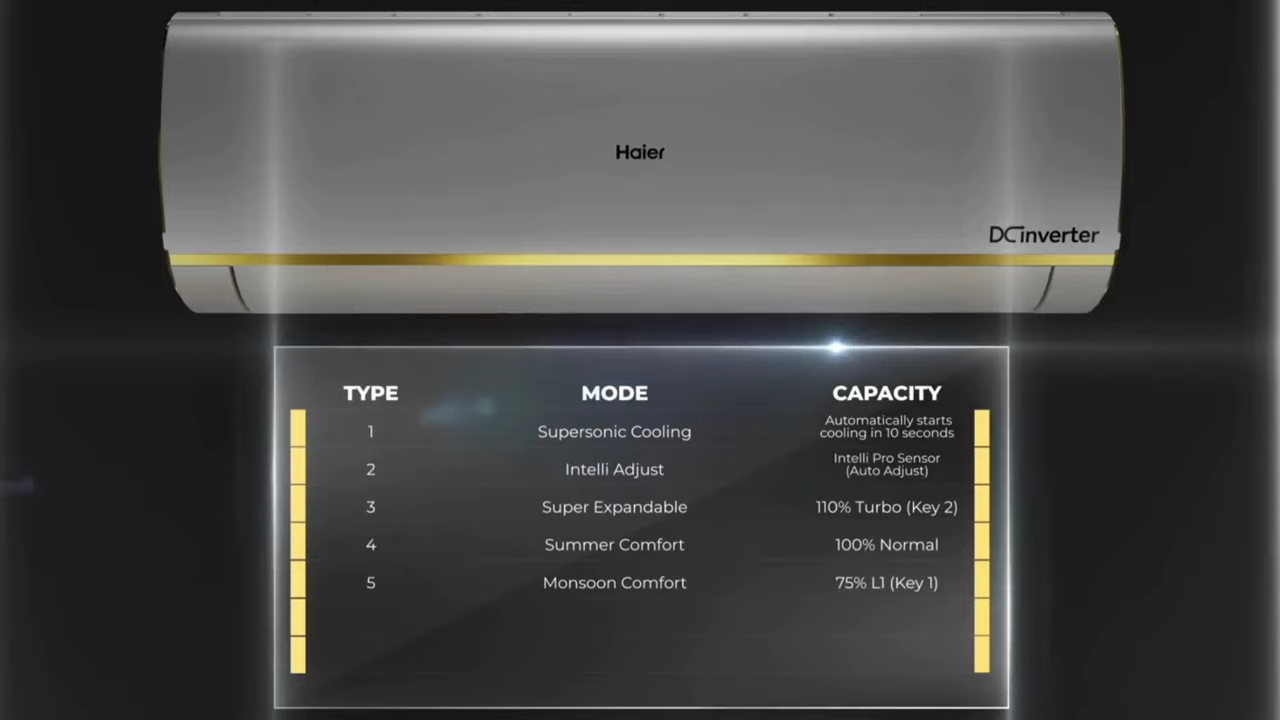 Haier
DC inverter
TYPE MODE CAPACITY
1 Supersonic Cooling Automatically starts
cooling in 10 seconds
2 Intelli Adjust Intelli Pro Sensor
(Auto Adjust)
3 Super Expandable 110% Turbo (Key 2)
4 Summer Comfort 100% Normal
5 Monsoon Comfort 75% L1 (Key 1)